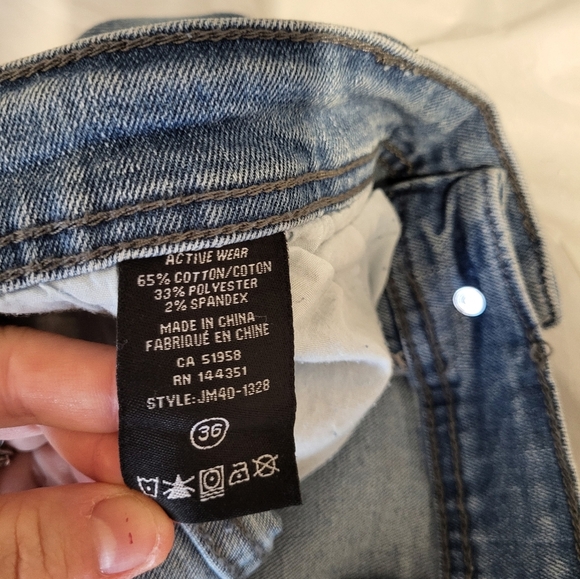 ACTIVE WEAR
65% COTTON/COTON
33% POLYESTER
2% SPANDEX
MADE IN CHINA
FABRIQUÉ EN CHINE
CA 51958
RN 144351
STYLE:JM40-1328
36